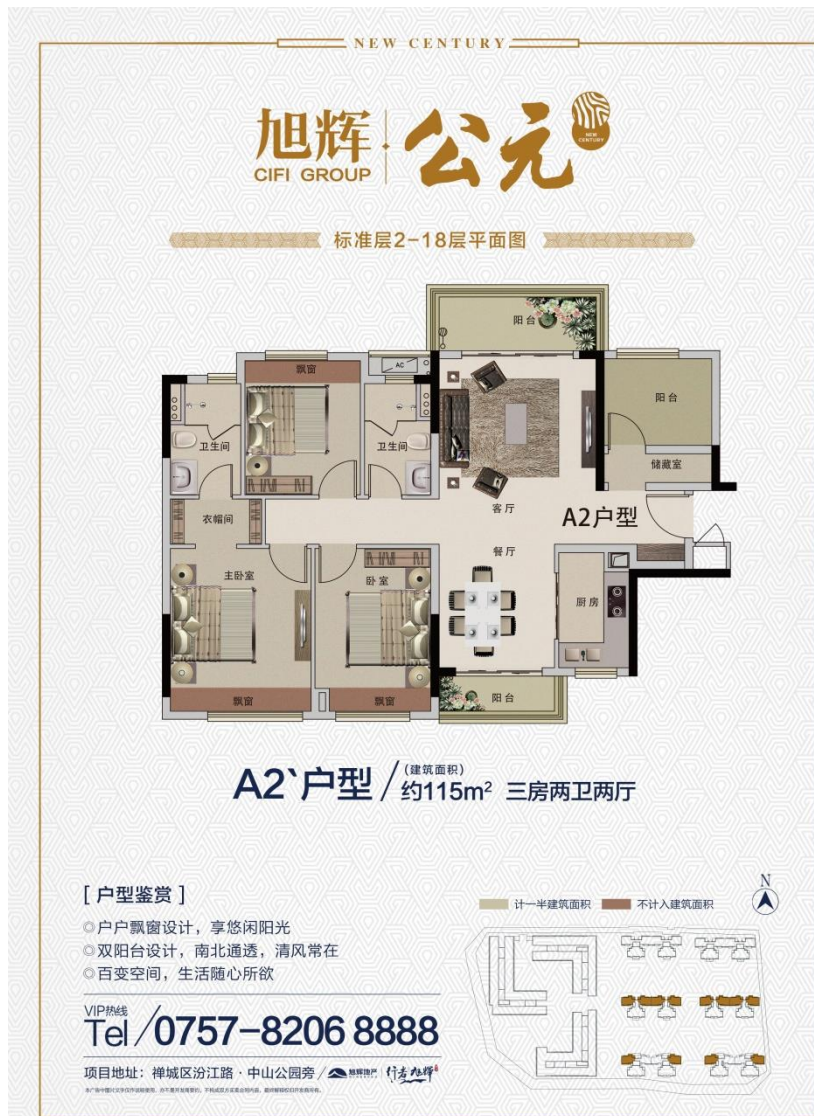 NEW CENTURY
旭辉
CIFI GROUP
公元
NEW
CENTURY
标准层2-18层平面图
阳台
飘窗
AC
阳台
卫生间
卫生间
储藏室
客厅
A2户型
衣帽间
餐厅
主卧室
卧室
厨房
飘窗
飘窗
阳台
A2`户型/(建筑面积)约115m² 三房两卫两厅
[ 户型鉴赏 ]
◎户户飘窗设计，享悠闲阳光
◎双阳台设计，南北通透，清风常在
◎百变空间，生活随心所欲
计一半建筑面积 不计入建筑面积
N
VIP热线
Tel/0757-8206 8888
项目地址：禅城区汾江路·中山公园旁/旭辉地产 行者旭辉